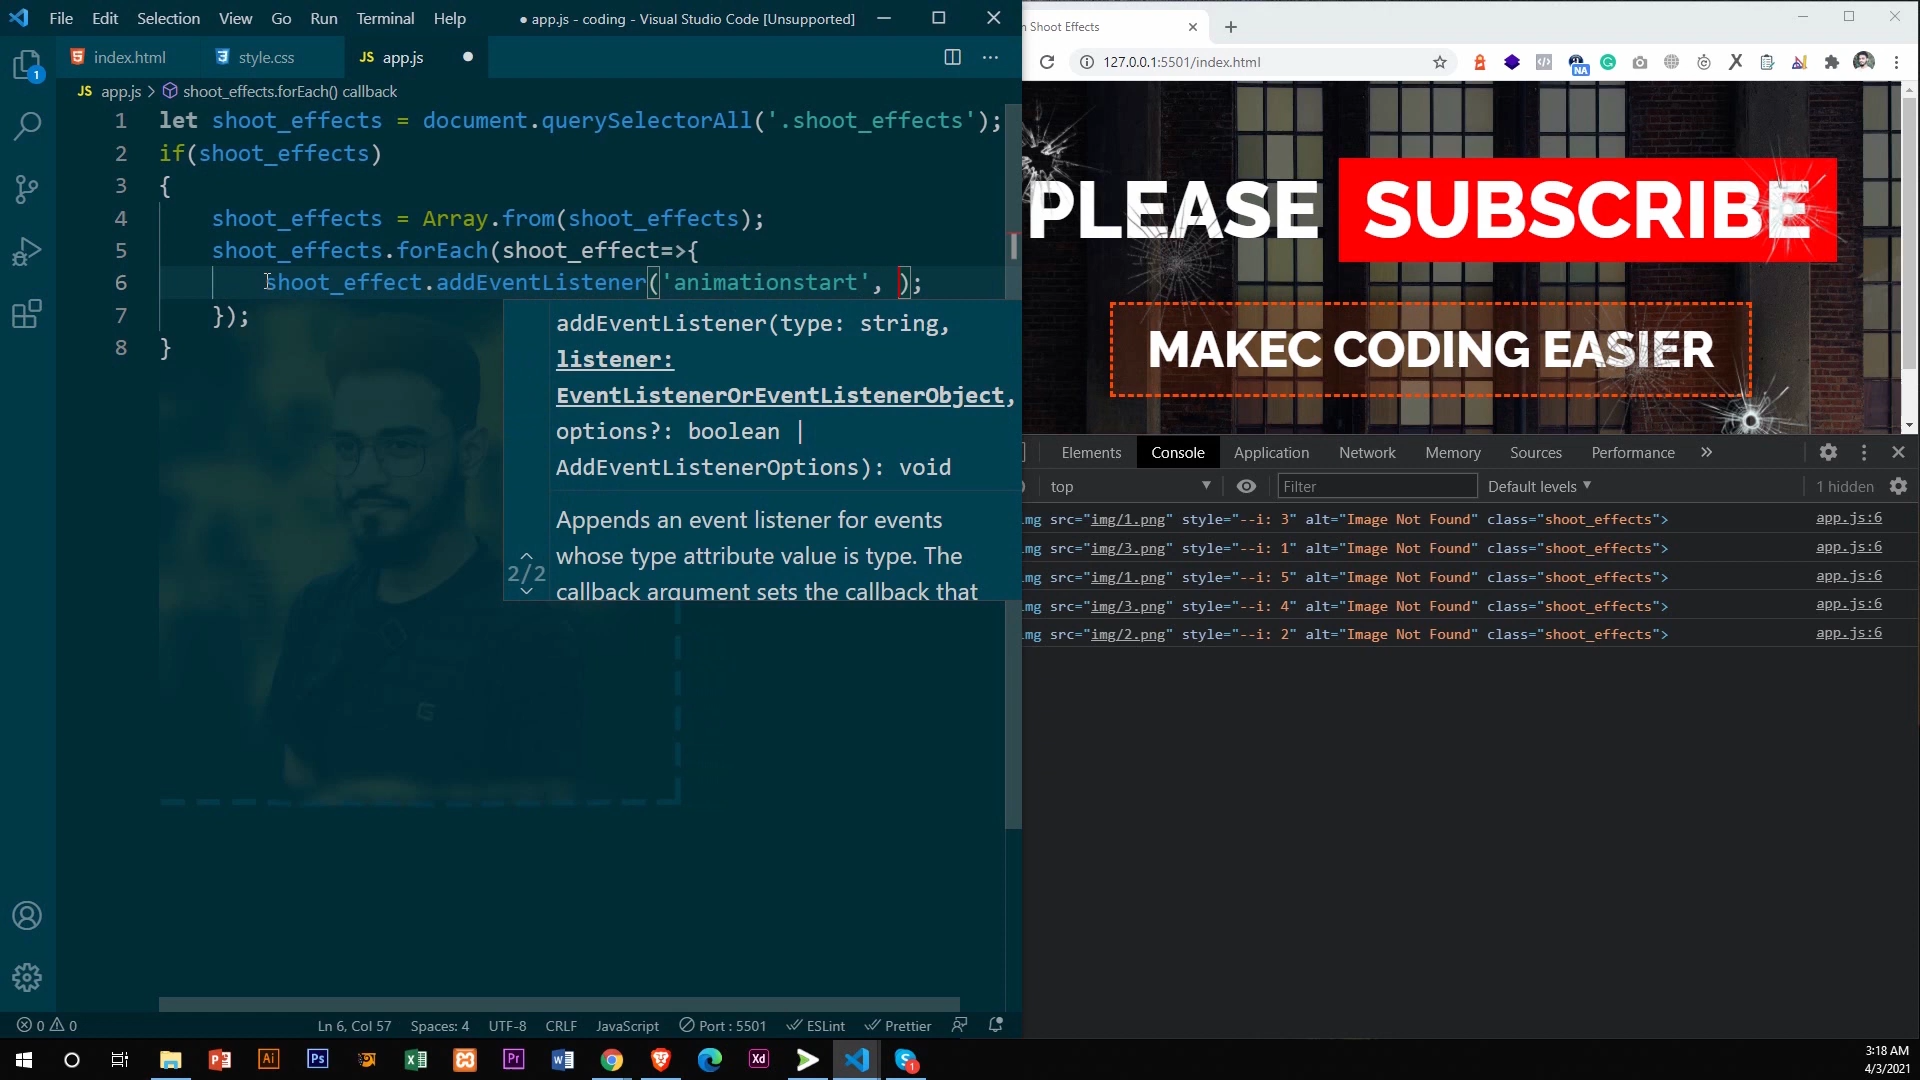 File Edit Selection View Go Run Terminal Help
● app.js - coding - Visual Studio Code [Unsupported]
index.html
style.css
JS app.js
JS app.js > shoot_effects.forEach() callback
1 let shoot_effects = document.querySelectorAll('.shoot_effects');
2 if(shoot_effects)
3 {
4 shoot_effects = Array.from(shoot_effects);
5 shoot_effects.forEach(shoot_effect=>{
6 shoot_effect.addEventListener('animationstart', );
7 });
8 }
addEventListener(type: string,
listener:
EventListenerOrEventListenerObject,
options?: boolean |
AddEventListenerOptions): void
2/2
Appends an event listener for events
whose type attribute value is type. The
callback argument sets the callback that
1
0 0
Ln 6, Col 57 Spaces: 4 UTF-8 CRLF JavaScript Port : 5501 ESLint Prettier
Shoot Effects
127.0.0.1:5501/index.html
NA
PLEASE SUBSCRIBE
MAKEC CODING EASIER
Elements Console Application Network Memory Sources Performance »
top Filter Default levels 1 hidden
mg src="img/1.png" style="--i: 3" alt="Image Not Found" class="shoot_effects"> app.js:6
mg src="img/3.png" style="--i: 1" alt="Image Not Found" class="shoot_effects"> app.js:6
mg src="img/1.png" style="--i: 5" alt="Image Not Found" class="shoot_effects"> app.js:6
mg src="img/3.png" style="--i: 4" alt="Image Not Found" class="shoot_effects"> app.js:6
mg src="img/2.png" style="--i: 2" alt="Image Not Found" class="shoot_effects"> app.js:6
Ai Ps Pr Xd
3:18 AM
4/3/2021